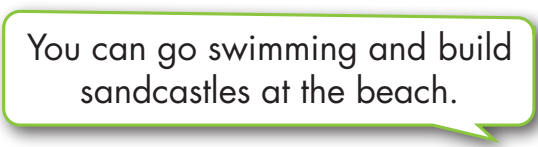 You can go swimming and build
sandcastles at the beach.